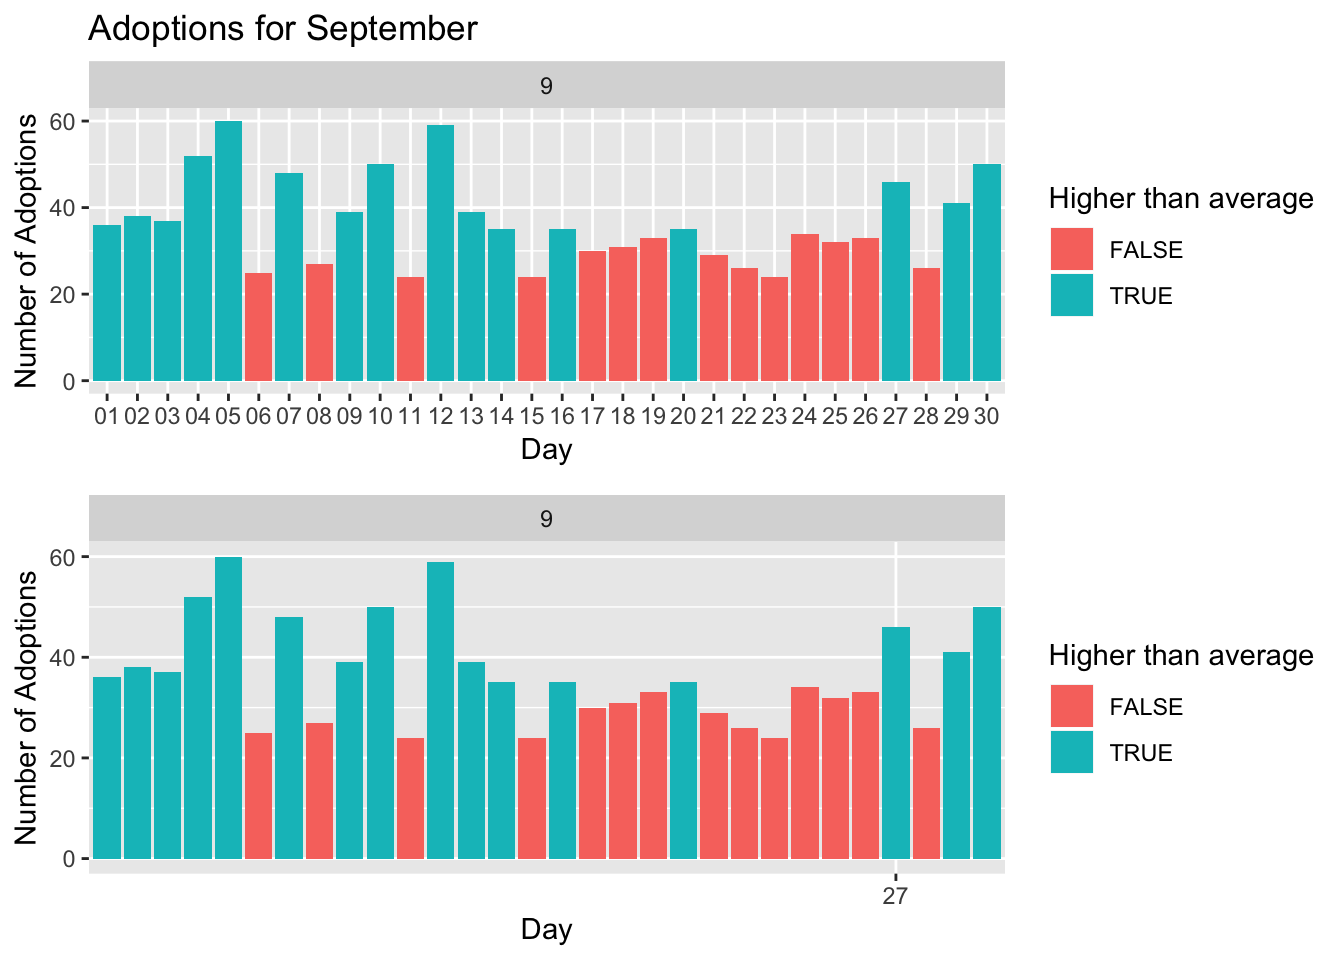 Adoptions for September
9
Number of Adoptions
60
40
20
0
01 02 03 04 05 06 07 08 09 10 11 12 13 14 15 16 17 18 19 20 21 22 23 24 25 26 27 28 29 30
Day
Higher than average
FALSE
TRUE
9
Number of Adoptions
60
40
20
0
27
Day
Higher than average
FALSE
TRUE